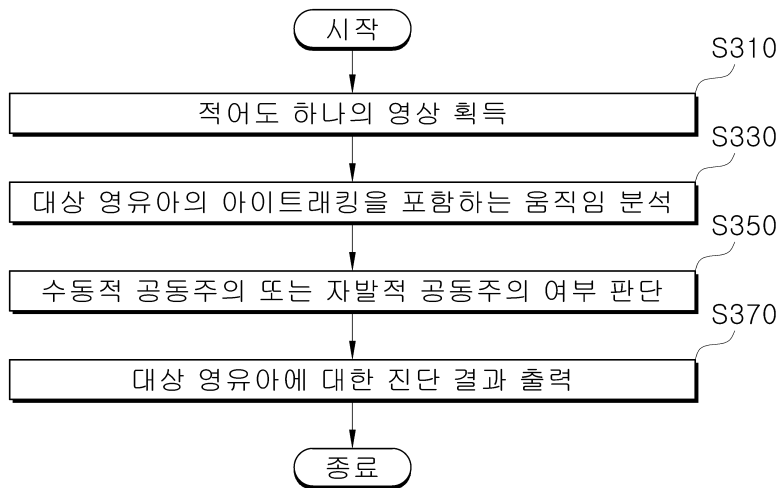 시작
S310
적어도 하나의 영상 획득
S330
대상 영유아의 아이트래킹을 포함하는 움직임 분석
S350
수동적 공동주의 또는 자발적 공동주의 여부 판단
S370
대상 영유아에 대한 진단 결과 출력
종료